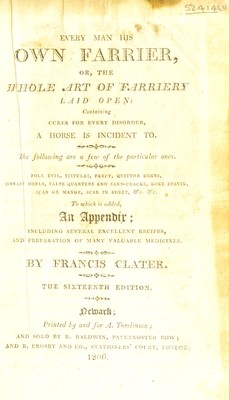 EVERY MAN HIS
OWN FARRIER,
OR, THE
WHOLE ART OF FARRIERY
LAID OPEN;
Containing
CURES FOR EVERY DISORDER,
A HORSE IS INCIDENT TO.
The following are a few of the particular ones.
POLL EVIL, FISTULAS, FARCY, QUITTOR BONES,
HEELS, FALSE QUARTERS AND SAND-CRACKS, BONE SPAVIN,
SCAB OR MANGE, SCAB IN SHEEP, &c. &c.
To which is added,
An Appendix;
INCLUDING SEVERAL EXCELLENT RECIPES,
AND PREPARATION OF MANY VALUABLE MEDICINES.
BY FRANCIS CLATER.
THE SIXTEENTH EDITION.
Newark;
Printed by and for A. Tomlinson;
AND SOLD BY R. BALDWIN, PATERNOSTER ROW;
AND B. CROSBY AND CO., STATIONERS' COURT, LONDON.
1806.